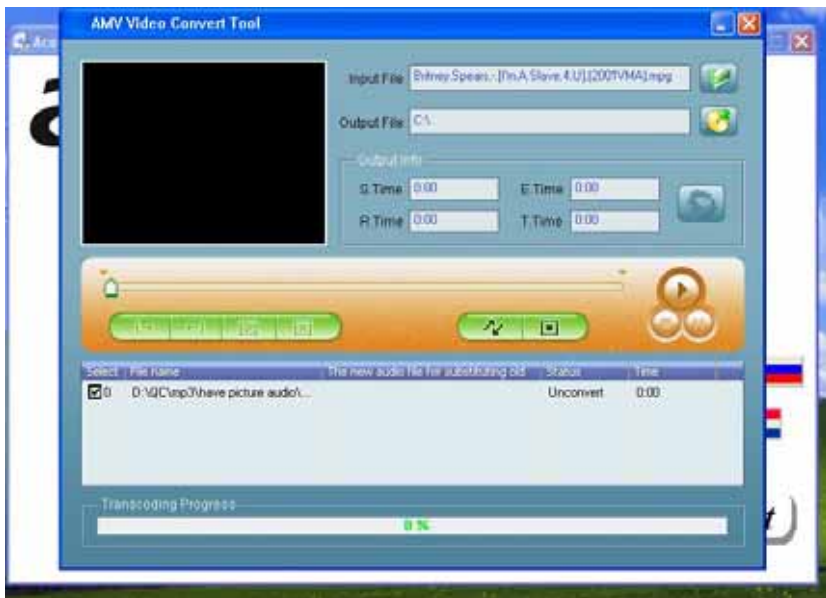 AMV Video Convert Tool
Input File Britney.Spears.-.[I'm.A.Slave.4.U].[2001VMA].mpg
Output File C:\
Output Info
S.Time 0:00 E.Time 0:00
R.Time 0:00 T.Time 0:00
Select File name The new audio file for substituting old Status Time
0 D:\QC\mp3\have picture audio\... Unconvert 0:00
Transcoding Progress
0 %